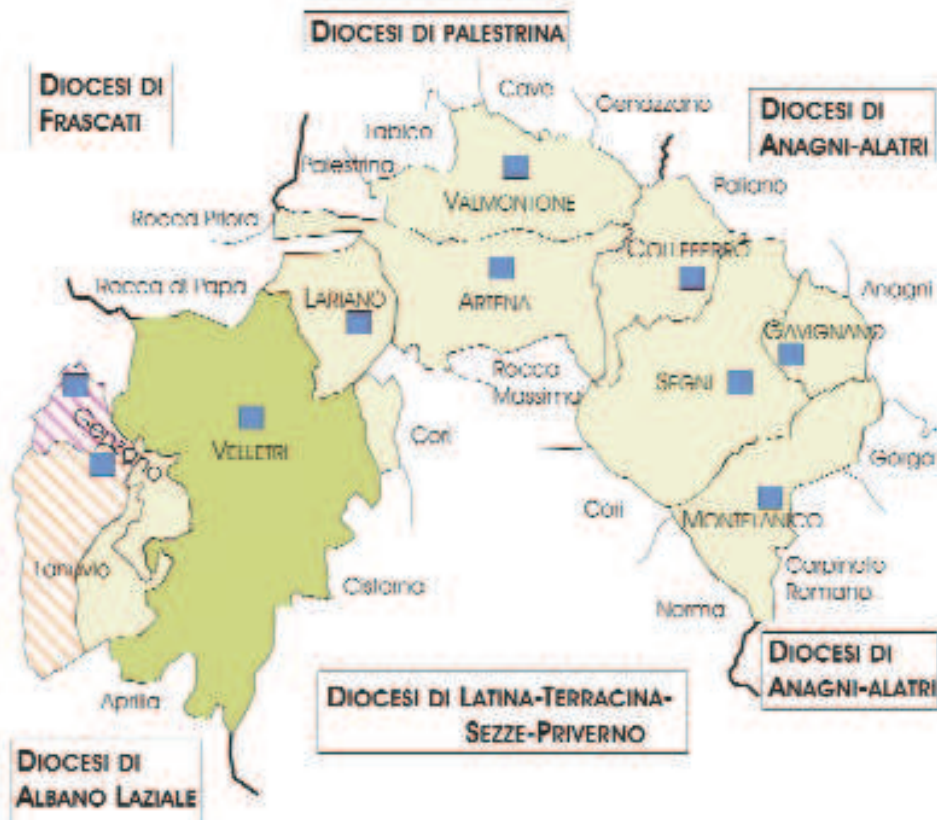 DIOCESI DI PALESTRINA
DIOCESI DI
FRASCATI
Cave
Genazzano
DIOCESI DI
ANAGNI-ALATRI
Labico
Palestrina
Paliano
VALMONTONE
Rocca Priora
COLLEFERRO
Rocca di Papa
LARIANO
ARTENA
Anagni
GAVIGNANO
Rocca
Massima
SEGNI
Genzano
VELLETRI
Cori
Gorga
Cori
MONTELANICO
Lanuvio
Cisterna
Carpineto
Romano
Norma
Aprilia
DIOCESI DI LATINA-TERRACINA-
SEZZE-PRIVERNO
DIOCESI DI
ANAGNI-ALATRI
DIOCESI DI
ALBANO LAZIALE